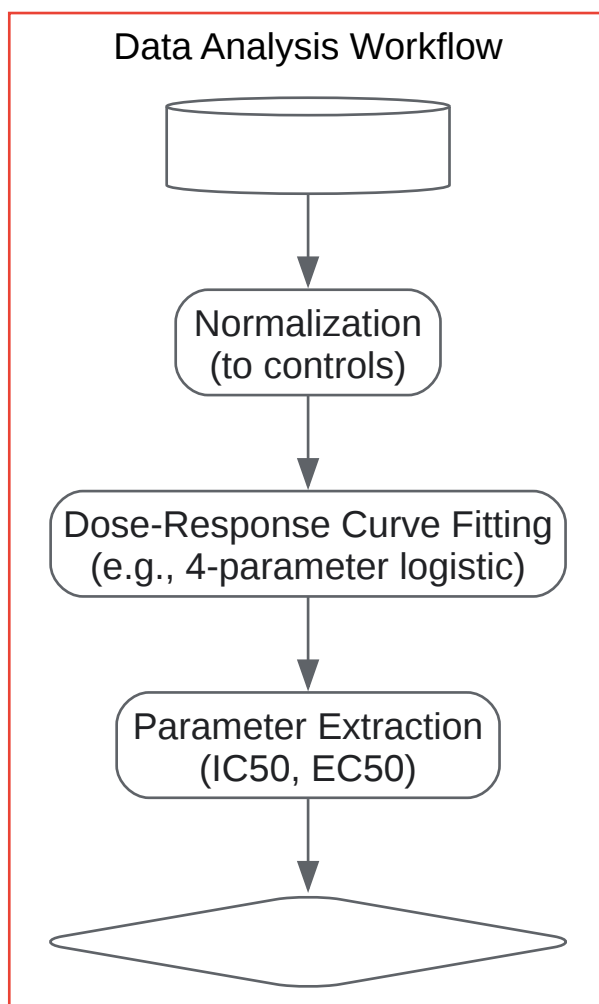 Data Analysis Workflow
Normalization
(to controls)
Dose-Response Curve Fitting
(e.g., 4-parameter logistic)
Parameter Extraction
(IC50, EC50)